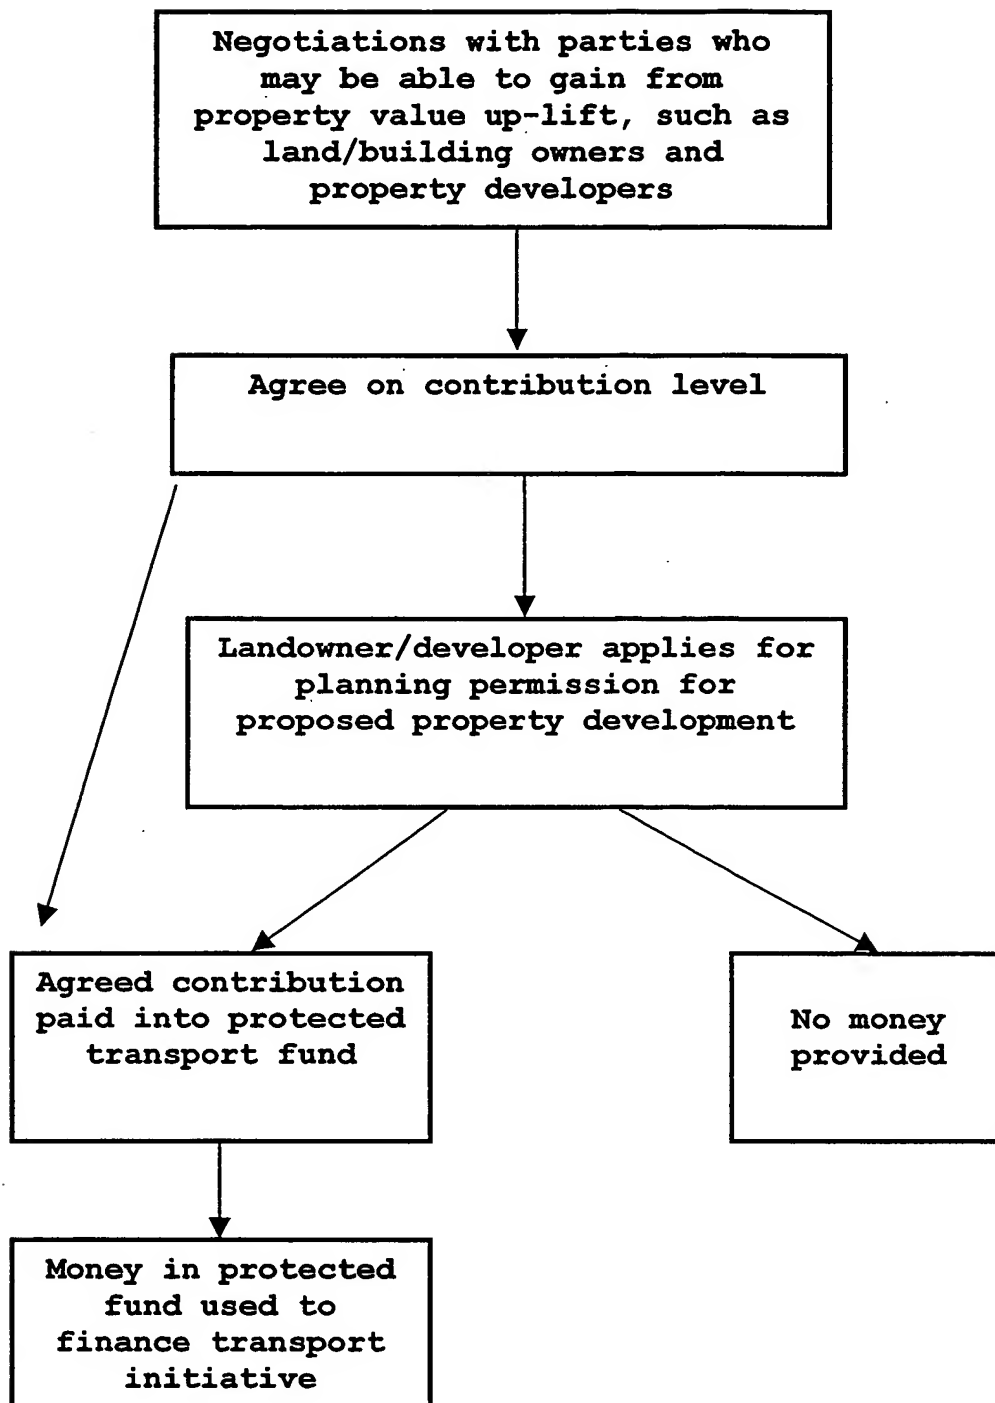 Negotiations with parties who
may be able to gain from
property value up-lift, such as
land/building owners and
property developers
Agree on contribution level
Landowner/developer applies for
planning permission for
proposed property development
Agreed contribution
paid into protected
transport fund
No money
provided
Money in protected
fund used to
finance transport
initiative